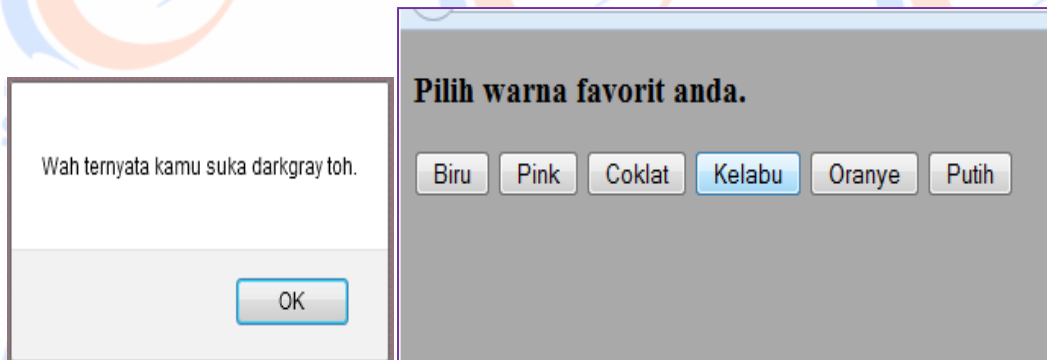 Wah ternyata kamu suka darkgray toh.
OK
Pilih warna favorit anda.
Biru Pink Coklat Kelabu Oranye Putih